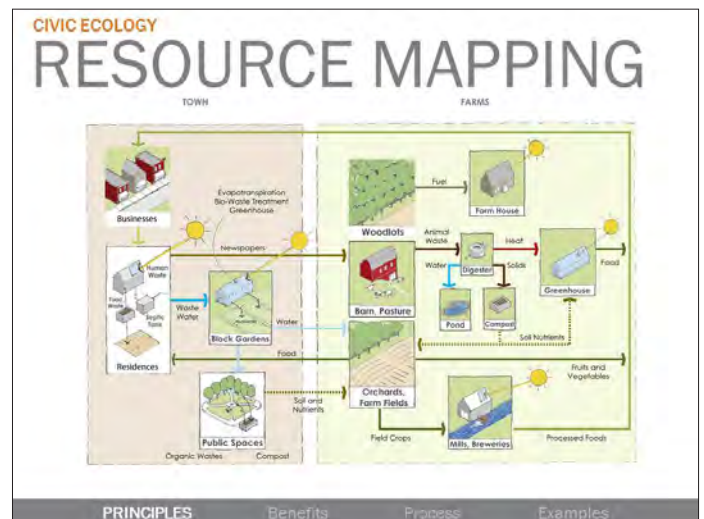 CIVIC ECOLOGY
RESOURCE MAPPING
TOWN
FARMS
Businesses
Evapotranspiration
Bio-Waste Treatment
Greenhouse
Woodlots
Fuel
Farm House
Newspapers
Human
Waste
Food
Waste
Septic
Tank
Residences
Waste
Water
Block Gardens
Water
Food
Barn, Pasture
Animal
Waste
Digester
Heat
Water
Solids
Pond
Compost
Greenhouse
Food
Soil Nutrients
Orchards,
Farm Fields
Fruits and
Vegetables
Public Spaces
Soil and
Nutrients
Organic Wastes
Compost
Field Crops
Mills, Breweries
Processed Foods
PRINCIPLES
Benefits
Process
Examples